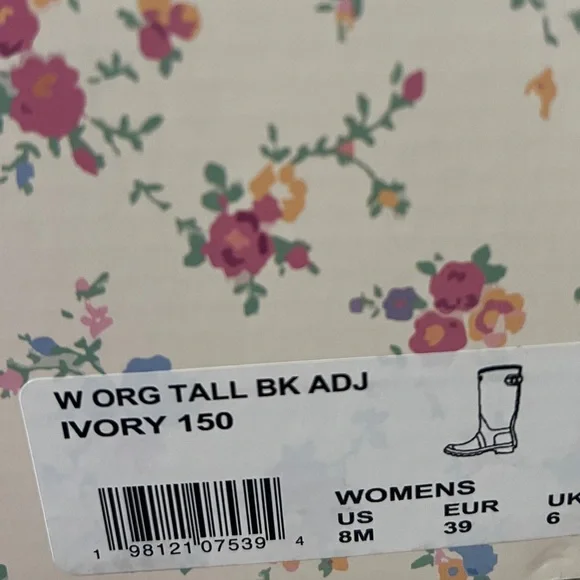 W ORG TALL BK ADJ
IVORY 150
WOMENS
US EUR UK
8M 39 6
1 98121 07539 4